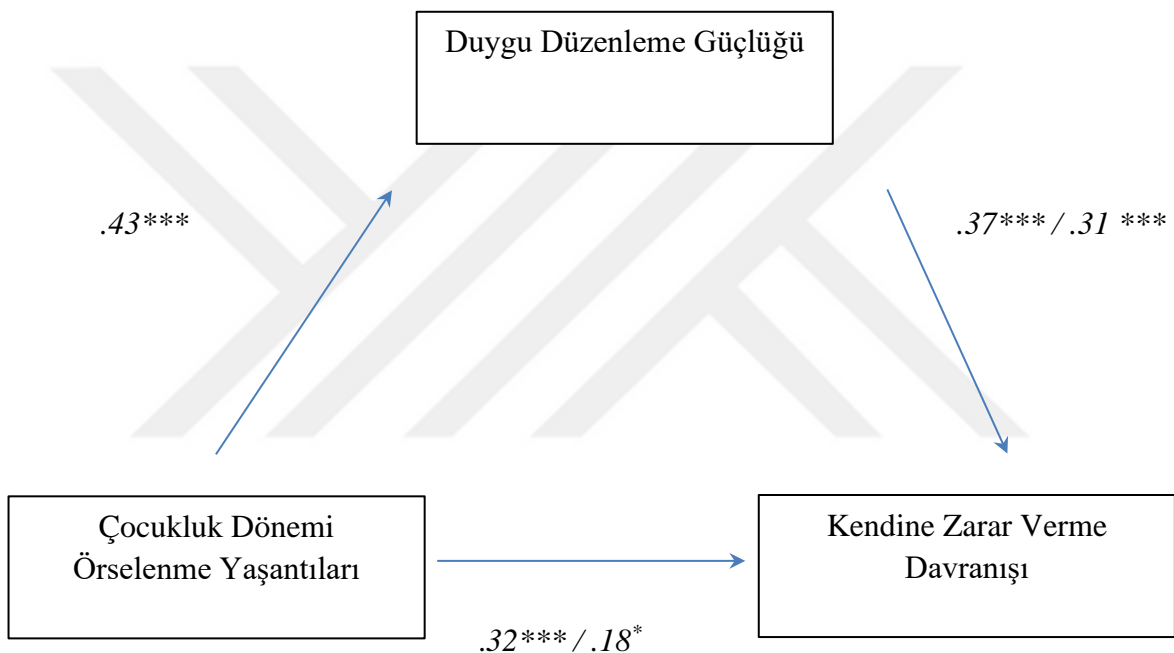 Duygu Düzenleme Güçlüğü
.43***
.37*** / .31 ***
Çocukluk Dönemi
Örselenme Yaşantıları
Kendine Zarar Verme
Davranışı
.32*** / .18*